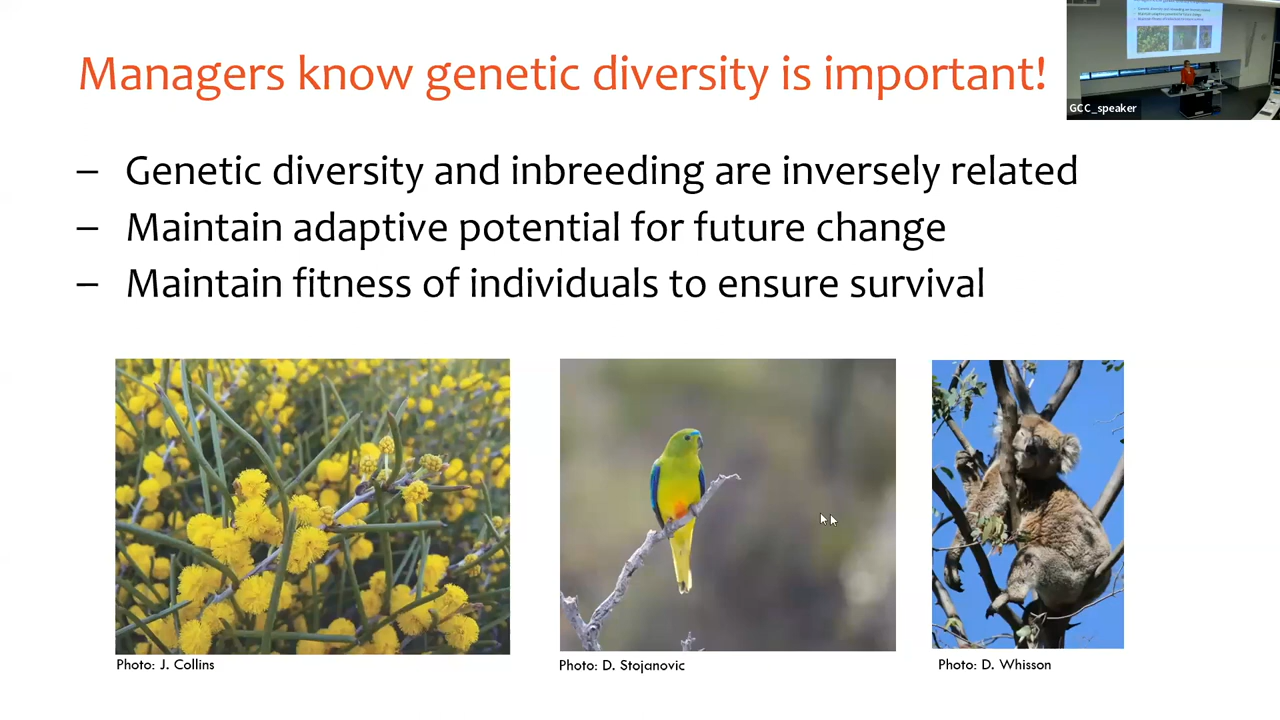 Managers know genetic diversity is important!
GCC_speaker
– Genetic diversity and inbreeding are inversely related
– Maintain adaptive potential for future change
– Maintain fitness of individuals to ensure survival
Photo: J. Collins
Photo: D. Stojanovic
Photo: D. Whisson